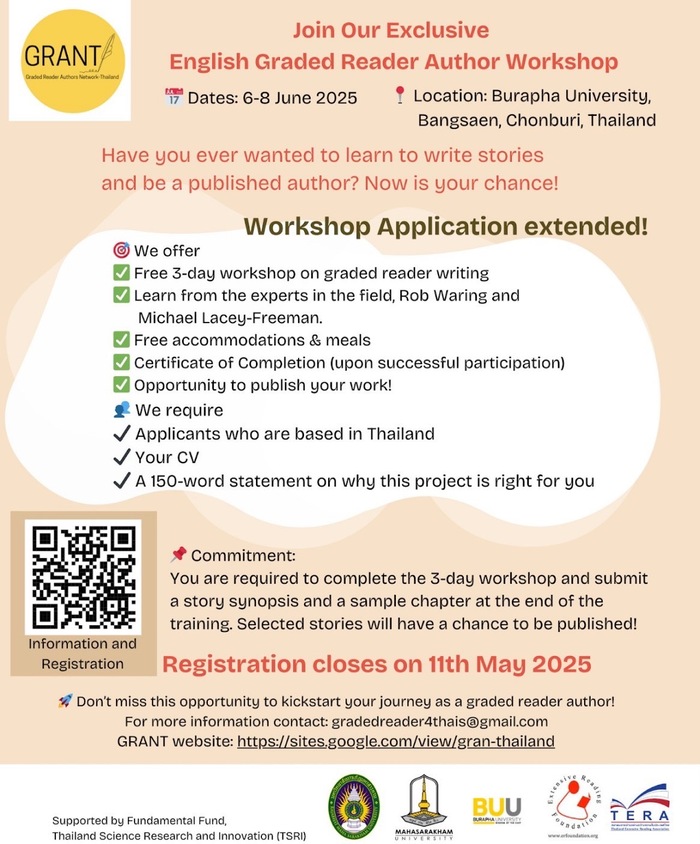 GRANT
Graded Reader Authors Network-Thailand
Join Our Exclusive
English Graded Reader Author Workshop
17 Dates: 6-8 June 2025
Location: Burapha University,
Bangsaen, Chonburi, Thailand
Have you ever wanted to learn to write stories
and be a published author? Now is your chance!
Workshop Application extended!
We offer
Free 3-day workshop on graded reader writing
Learn from the experts in the field, Rob Waring and
Michael Lacey-Freeman.
Free accommodations & meals
Certificate of Completion (upon successful participation)
Opportunity to publish your work!
We require
Applicants who are based in Thailand
Your CV
A 150-word statement on why this project is right for you
Information and
Registration
Commitment:
You are required to complete the 3-day workshop and submit
a story synopsis and a sample chapter at the end of the
training. Selected stories will have a chance to be published!
Registration closes on 11th May 2025
Don't miss this opportunity to kickstart your journey as a graded reader author!
For more information contact: gradedreader4thais@gmail.com
GRANT website: https://sites.google.com/view/gran-thailand
Supported by Fundamental Fund,
Thailand Science Research and Innovation (TSRI)
MAHASARAKHAM
UNIVERSITY
BUU
BURAPHA UNIVERSITY
Extensive Reading
Foundation
www.erfoundation.org
TERA